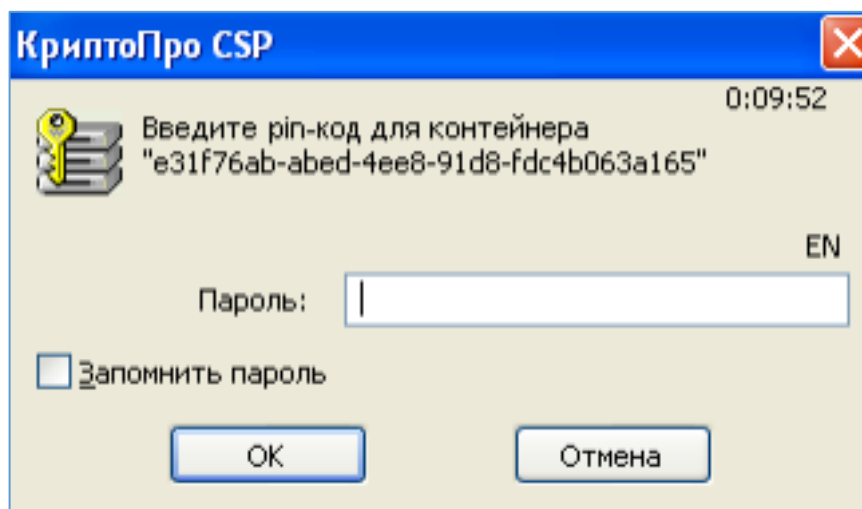 КриптоПро CSP
0:09:52
Введите pin-код для контейнера
"e31f76ab-abed-4ee8-91d8-fdc4b063a165"
EN
Пароль:
Запомнить пароль
OK
Отмена